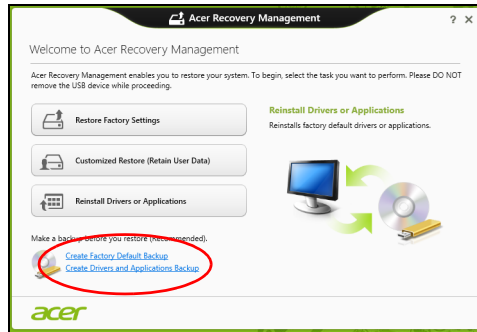 Acer Recovery Management
? X
Welcome to Acer Recovery Management
Acer Recovery Management enables you to restore your system. To begin, select the task you want to perform. Please DO NOT
remove the USB device while proceeding.
Restore Factory Settings
Customized Restore (Retain User Data)
Reinstall Drivers or Applications
Reinstall Drivers or Applications
Reinstalls factory default drivers or applications.
Make a backup before you restore (Recommended).
Create Factory Default Backup
Create Drivers and Applications Backup
acer